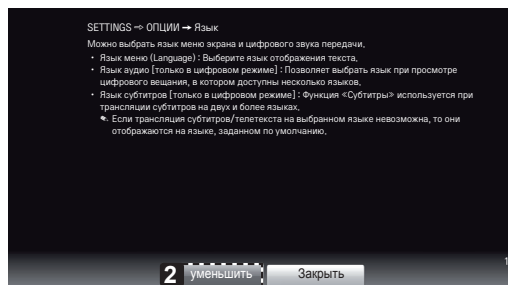 SETTINGS ⇨ ОПЦИИ ➙ Язык
Можно выбрать язык меню экрана и цифрового звука передачи.
• Язык меню (Language) : Выберите язык отображения текста.
• Язык аудио [только в цифровом режиме] : Позволяет выбрать язык при просмотре
цифрового вещания, в котором доступны несколько языков.
• Язык субтитров [только в цифровом режиме] : Функция «Субтитры» используется при
трансляции субтитров на двух и более языках.
✎ Если трансляция субтитров/телетекста на выбранном языке невозможна, то они
отображаются на языке, заданном по умолчанию.
1
2 уменьшить Закрыть